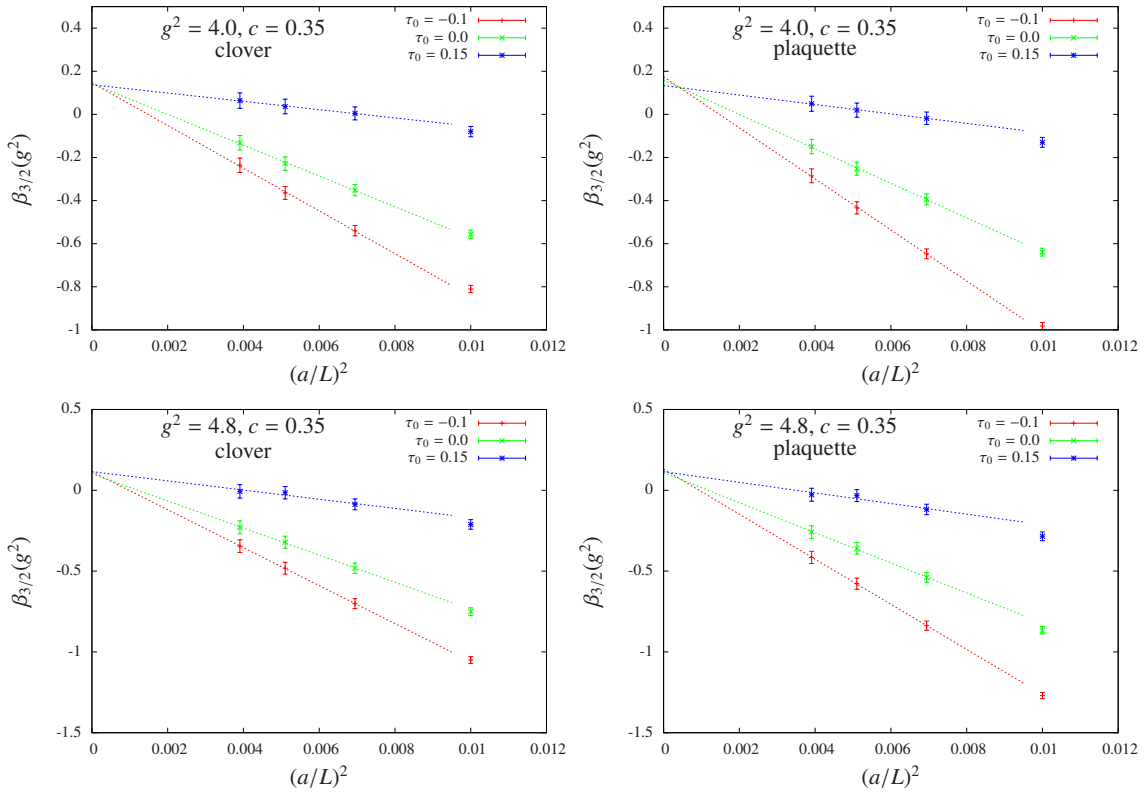 g² = 4.0, c = 0.35
clover
τ₀ = −0.1
τ₀ = 0.0
τ₀ = 0.15
0.4
0.2
0
-0.2
-0.4
-0.6
-0.8
-1
β₃/₂(g²)
0 0.002 0.004 0.006 0.008 0.01 0.012
(a/L)²
g² = 4.0, c = 0.35
plaquette
τ₀ = −0.1
τ₀ = 0.0
τ₀ = 0.15
0.4
0.2
0
-0.2
-0.4
-0.6
-0.8
-1
β₃/₂(g²)
0 0.002 0.004 0.006 0.008 0.01 0.012
(a/L)²
g² = 4.8, c = 0.35
clover
τ₀ = −0.1
τ₀ = 0.0
τ₀ = 0.15
0.5
0
-0.5
-1
-1.5
β₃/₂(g²)
0 0.002 0.004 0.006 0.008 0.01 0.012
(a/L)²
g² = 4.8, c = 0.35
plaquette
τ₀ = −0.1
τ₀ = 0.0
τ₀ = 0.15
0.5
0
-0.5
-1
-1.5
β₃/₂(g²)
0 0.002 0.004 0.006 0.008 0.01 0.012
(a/L)²